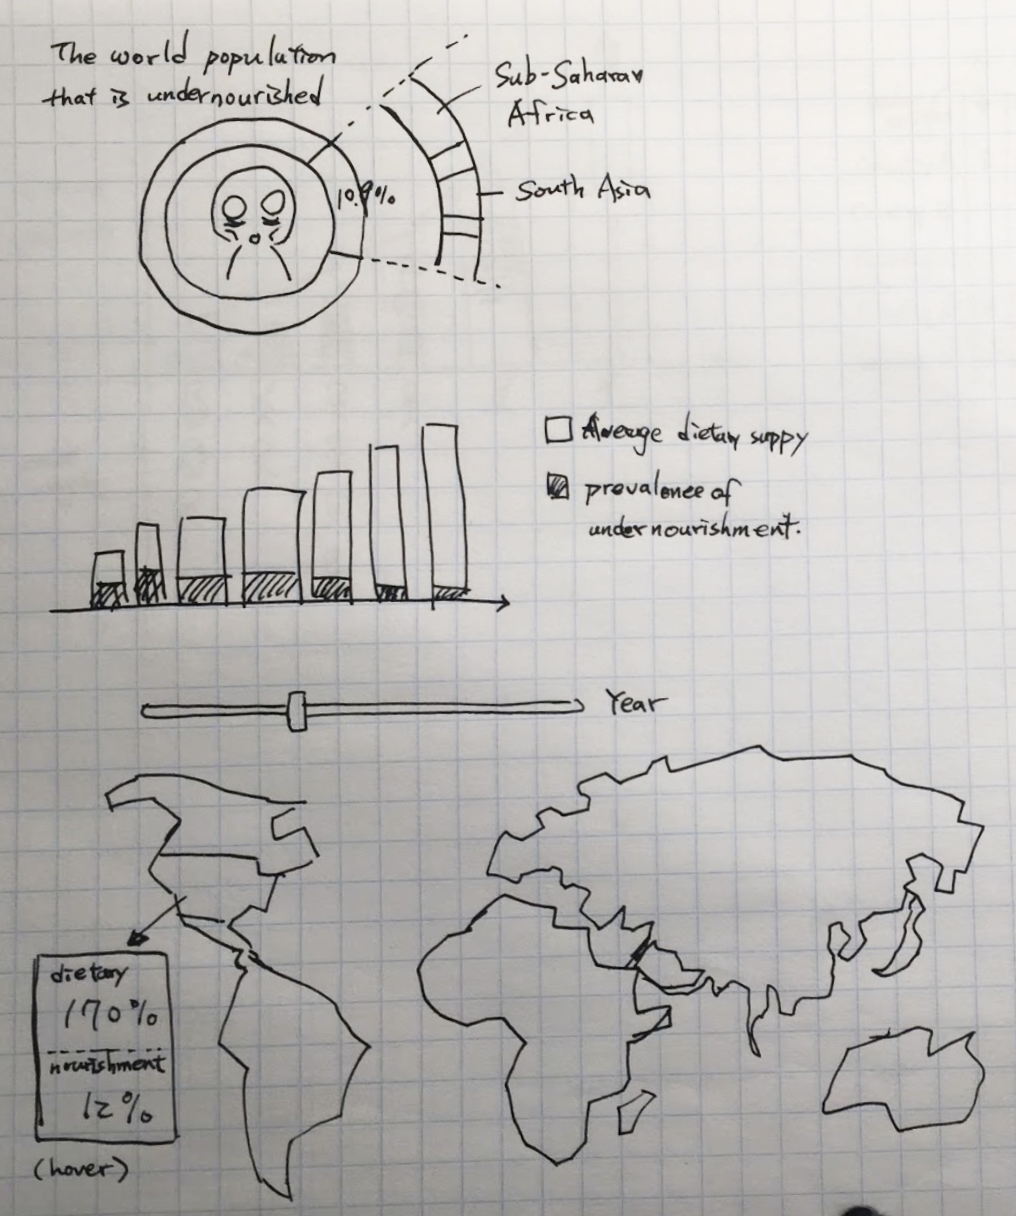 The world population
that is undernourished
Sub-Saharan
Africa
10.9%
South Asia
Average dietary suppy
prevalence of
undernourishment.
Year
dietary
170%
nourishment
12%
(hover)